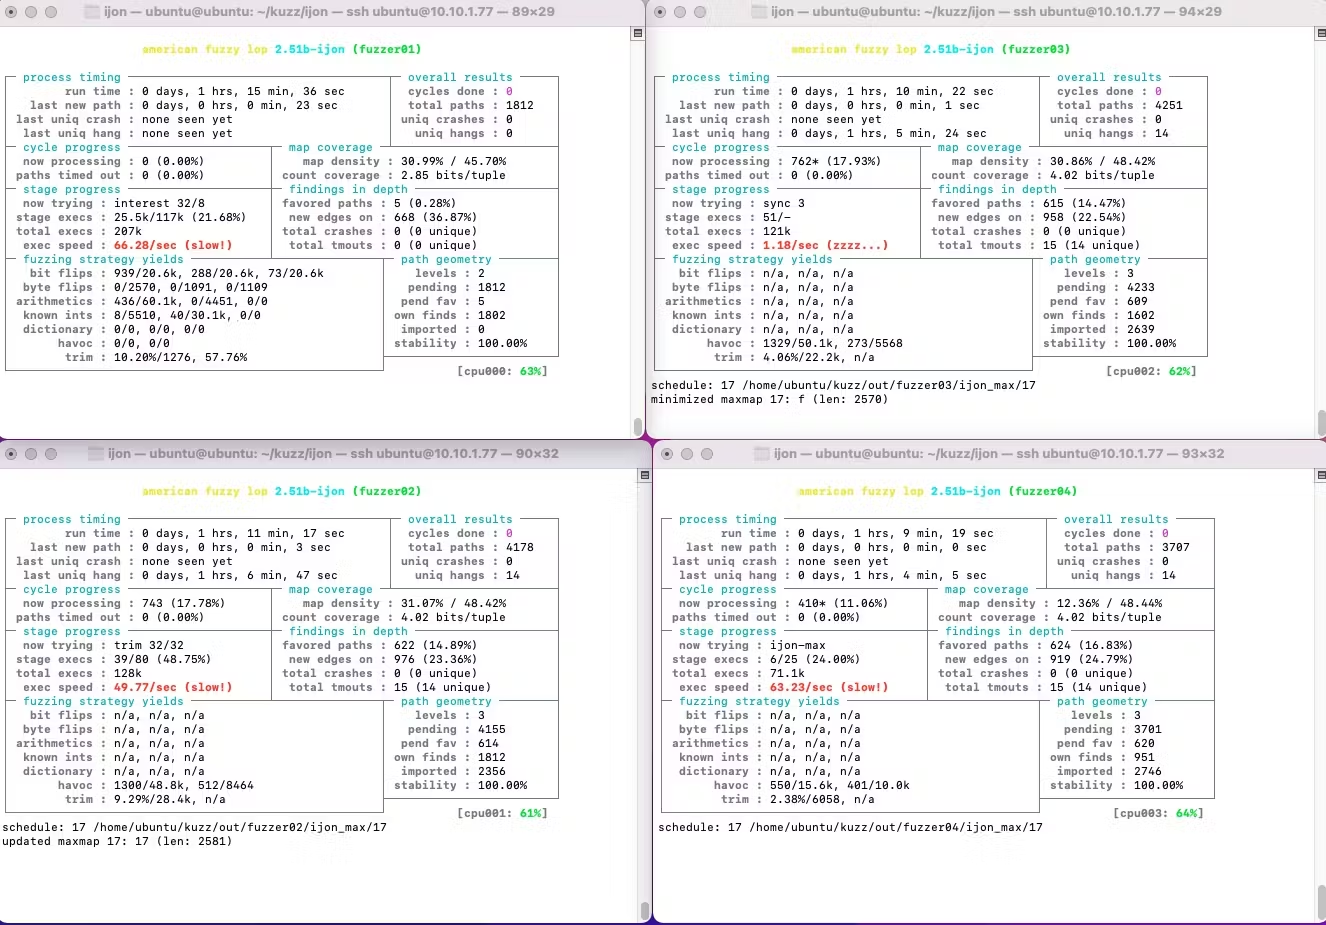 ijon — ubuntu@ubuntu: ~/kuzz/ijon — ssh ubuntu@10.10.1.77 — 89×29
american fuzzy lop 2.51b-ijon (fuzzer01)
process timing
run time : 0 days, 1 hrs, 15 min, 36 sec
last new path : 0 days, 0 hrs, 0 min, 23 sec
last uniq crash : none seen yet
last uniq hang : none seen yet
overall results
cycles done : 0
total paths : 1812
uniq crashes : 0
uniq hangs : 0
cycle progress
now processing : 0 (0.00%)
paths timed out : 0 (0.00%)
map coverage
map density : 30.99% / 45.70%
count coverage : 2.85 bits/tuple
stage progress
now trying : interest 32/8
stage execs : 25.5k/117k (21.68%)
total execs : 207k
exec speed : 66.28/sec (slow!)
findings in depth
favored paths : 5 (0.28%)
new edges on : 668 (36.87%)
total crashes : 0 (0 unique)
total tmouts : 0 (0 unique)
fuzzing strategy yields
bit flips : 939/20.6k, 288/20.6k, 73/20.6k
byte flips : 0/2570, 0/1091, 0/1109
arithmetics : 436/60.1k, 0/4451, 0/0
known ints : 8/5510, 40/30.1k, 0/0
dictionary : 0/0, 0/0, 0/0
havoc : 0/0, 0/0
trim : 10.20%/1276, 57.76%
path geometry
levels : 2
pending : 1812
pend fav : 5
own finds : 1802
imported : 0
stability : 100.00%
[cpu000: 63%]
ijon — ubuntu@ubuntu: ~/kuzz/ijon — ssh ubuntu@10.10.1.77 — 94×29
american fuzzy lop 2.51b-ijon (fuzzer03)
process timing
run time : 0 days, 1 hrs, 10 min, 22 sec
last new path : 0 days, 0 hrs, 0 min, 1 sec
last uniq crash : none seen yet
last uniq hang : 0 days, 1 hrs, 5 min, 24 sec
overall results
cycles done : 0
total paths : 4251
uniq crashes : 0
uniq hangs : 14
cycle progress
now processing : 762* (17.93%)
paths timed out : 0 (0.00%)
map coverage
map density : 30.86% / 48.42%
count coverage : 4.02 bits/tuple
stage progress
now trying : sync 3
stage execs : 51/-
total execs : 121k
exec speed : 1.18/sec (zzzz...)
findings in depth
favored paths : 615 (14.47%)
new edges on : 958 (22.54%)
total crashes : 0 (0 unique)
total tmouts : 15 (14 unique)
fuzzing strategy yields
bit flips : n/a, n/a, n/a
byte flips : n/a, n/a, n/a
arithmetics : n/a, n/a, n/a
known ints : n/a, n/a, n/a
dictionary : n/a, n/a, n/a
havoc : 1329/50.1k, 273/5568
trim : 4.06%/22.2k, n/a
path geometry
levels : 3
pending : 4233
pend fav : 609
own finds : 1602
imported : 2639
stability : 100.00%
[cpu002: 62%]
schedule: 17 /home/ubuntu/kuzz/out/fuzzer03/ijon_max/17
minimized maxmap 17: f (len: 2570)
ijon — ubuntu@ubuntu: ~/kuzz/ijon — ssh ubuntu@10.10.1.77 — 90×32
american fuzzy lop 2.51b-ijon (fuzzer02)
process timing
run time : 0 days, 1 hrs, 11 min, 17 sec
last new path : 0 days, 0 hrs, 0 min, 3 sec
last uniq crash : none seen yet
last uniq hang : 0 days, 1 hrs, 6 min, 47 sec
overall results
cycles done : 0
total paths : 4178
uniq crashes : 0
uniq hangs : 14
cycle progress
now processing : 743 (17.78%)
paths timed out : 0 (0.00%)
map coverage
map density : 31.07% / 48.42%
count coverage : 4.02 bits/tuple
stage progress
now trying : trim 32/32
stage execs : 39/80 (48.75%)
total execs : 128k
exec speed : 49.77/sec (slow!)
findings in depth
favored paths : 622 (14.89%)
new edges on : 976 (23.36%)
total crashes : 0 (0 unique)
total tmouts : 15 (14 unique)
fuzzing strategy yields
bit flips : n/a, n/a, n/a
byte flips : n/a, n/a, n/a
arithmetics : n/a, n/a, n/a
known ints : n/a, n/a, n/a
dictionary : n/a, n/a, n/a
havoc : 1300/48.8k, 512/8464
trim : 9.29%/28.4k, n/a
path geometry
levels : 3
pending : 4155
pend fav : 614
own finds : 1812
imported : 2356
stability : 100.00%
[cpu001: 61%]
schedule: 17 /home/ubuntu/kuzz/out/fuzzer02/ijon_max/17
updated maxmap 17: 17 (len: 2581)
ijon — ubuntu@ubuntu: ~/kuzz/ijon — ssh ubuntu@10.10.1.77 — 93×32
american fuzzy lop 2.51b-ijon (fuzzer04)
process timing
run time : 0 days, 1 hrs, 9 min, 19 sec
last new path : 0 days, 0 hrs, 0 min, 0 sec
last uniq crash : none seen yet
last uniq hang : 0 days, 1 hrs, 4 min, 5 sec
overall results
cycles done : 0
total paths : 3707
uniq crashes : 0
uniq hangs : 14
cycle progress
now processing : 410* (11.06%)
paths timed out : 0 (0.00%)
map coverage
map density : 12.36% / 48.44%
count coverage : 4.02 bits/tuple
stage progress
now trying : ijon-max
stage execs : 6/25 (24.00%)
total execs : 71.1k
exec speed : 63.23/sec (slow!)
findings in depth
favored paths : 624 (16.83%)
new edges on : 919 (24.79%)
total crashes : 0 (0 unique)
total tmouts : 15 (14 unique)
fuzzing strategy yields
bit flips : n/a, n/a, n/a
byte flips : n/a, n/a, n/a
arithmetics : n/a, n/a, n/a
known ints : n/a, n/a, n/a
dictionary : n/a, n/a, n/a
havoc : 550/15.6k, 401/10.0k
trim : 2.38%/6058, n/a
path geometry
levels : 3
pending : 3701
pend fav : 620
own finds : 951
imported : 2746
stability : 100.00%
[cpu003: 64%]
schedule: 17 /home/ubuntu/kuzz/out/fuzzer04/ijon_max/17